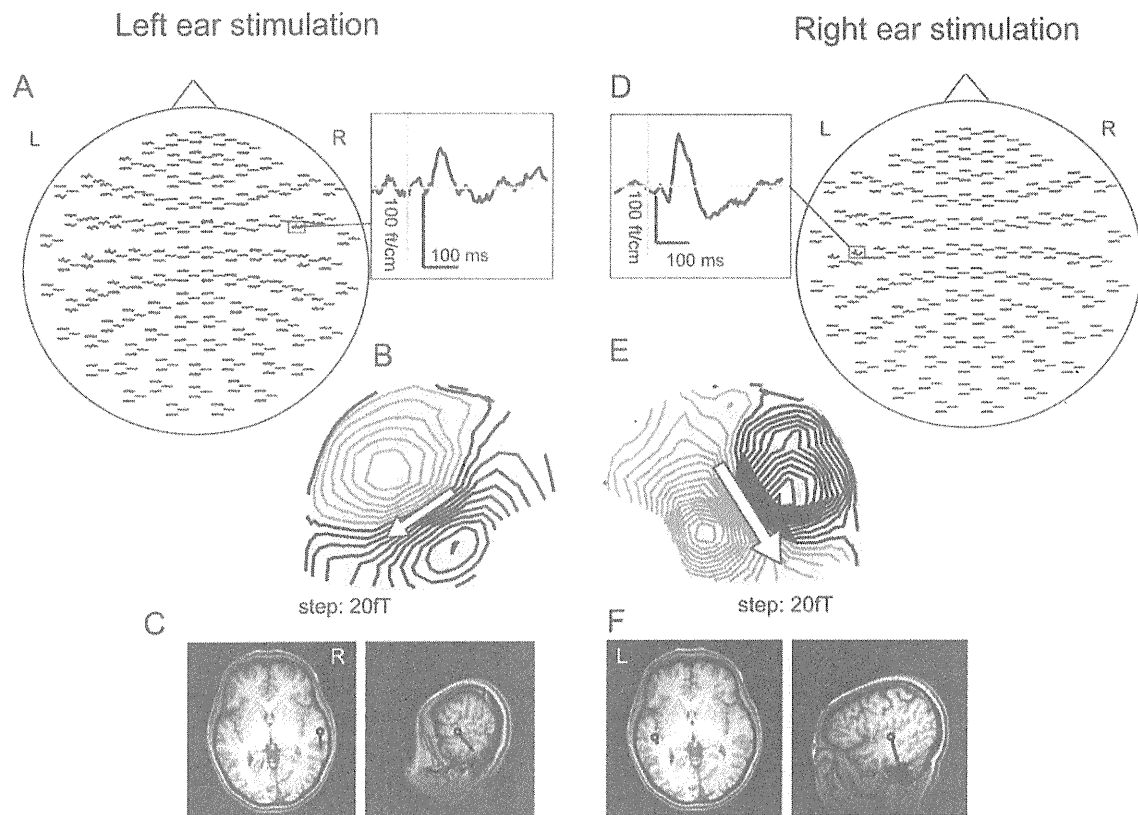 Left ear stimulation
Right ear stimulation
A
L
R
100 ft/cm
100 ms
D
L
R
100 ft/cm
100 ms
B
step: 20fT
E
step: 20fT
C
R
F
L